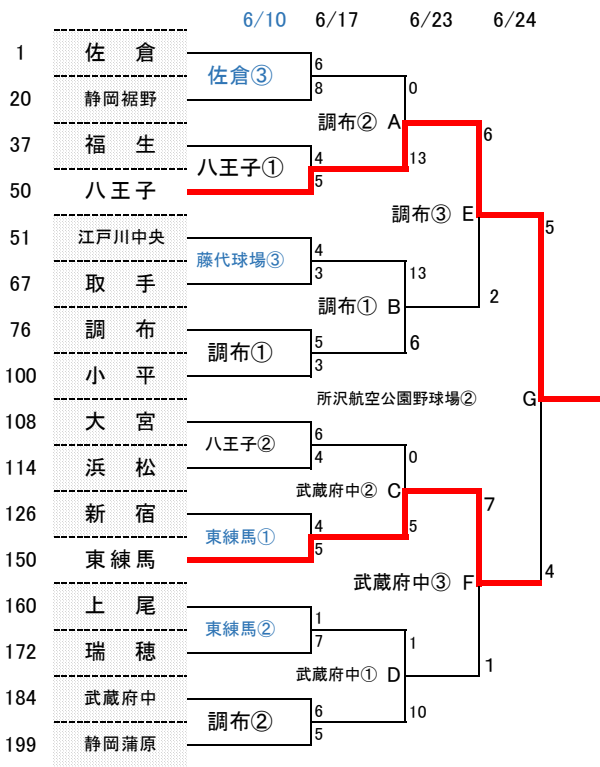 6/10 6/17 6/23 6/24
1 佐倉
6
佐倉③
8
0
20 静岡裾野
調布② A
6
37 福生
4
八王子①
13
5
50 八王子
調布③ E
5
51 江戸川中央
4
藤代球場③
3
13
67 取手
2
調布① B
76 調布
5
6
調布①
3
100 小平
所沢航空公園野球場② G
108 大宮
6
八王子②
4
0
114 浜松
武蔵府中② C
7
126 新宿
4
東練馬①
5
5
150 東練馬
4
武蔵府中③ F
160 上尾
1
東練馬②
7
1
172 瑞穂
1
武蔵府中① D
184 武蔵府中
6
10
調布②
5
199 静岡蒲原